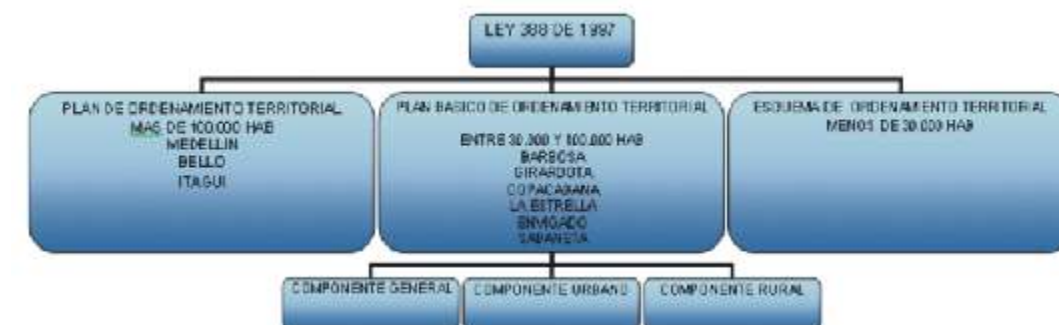 LEY 388 DE 1997
PLAN DE ORDENAMIENTO TERRITORIAL
MAS DE 100.000 HAB
MEDELLIN
BELLO
ITAGUI
PLAN BASICO DE ORDENAMIENTO TERRITORIAL
ENTRE 30.000 Y 100.000 HAB
BARBOSA
GIRARDOTA
COPACABANA
LA ESTRELLA
ENVIGADO
SABANETA
ESQUEMA DE ORDENAMIENTO TERRITORIAL
MENOS DE 30.000 HAB
COMPONENTE GENERAL
COMPONENTE URBANO
COMPONENTE RURAL